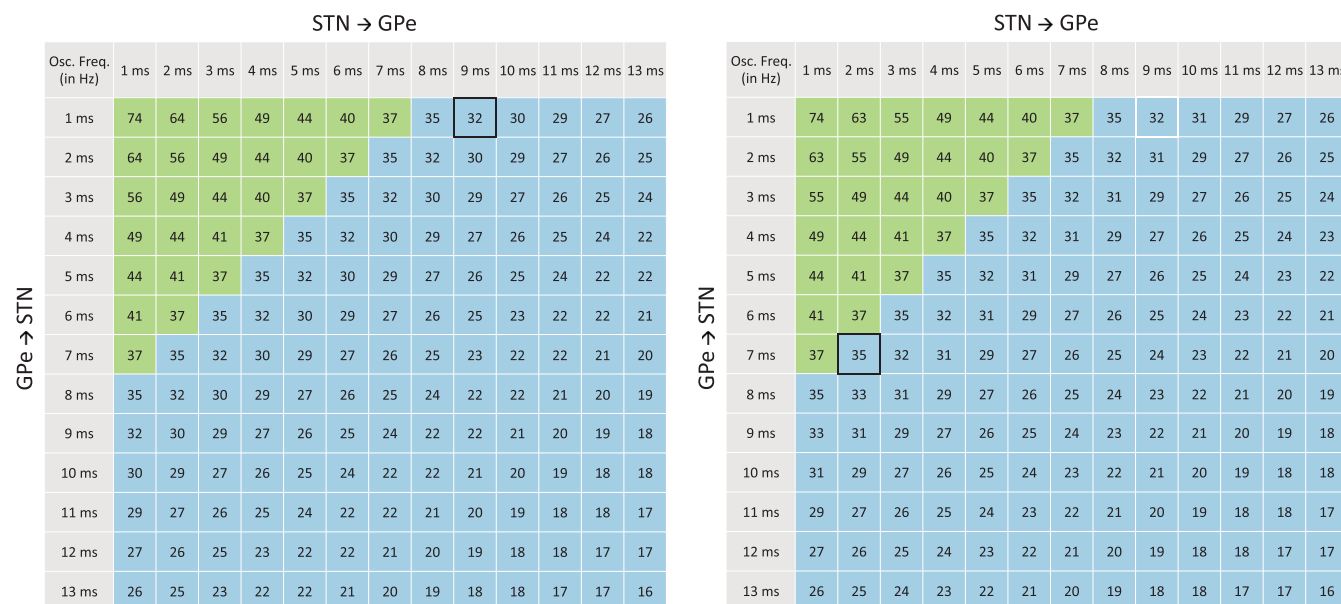 STN → GPe
Osc. Freq. (in Hz) 1 ms 2 ms 3 ms 4 ms 5 ms 6 ms 7 ms 8 ms 9 ms 10 ms 11 ms 12 ms 13 ms
1 ms 74 64 56 49 44 40 37 35 32 30 29 27 26
2 ms 64 56 49 44 40 37 35 32 30 29 27 26 25
3 ms 56 49 44 40 37 35 32 30 29 27 26 25 24
4 ms 49 44 41 37 35 32 30 29 27 26 25 24 22
5 ms 44 41 37 35 32 30 29 27 26 25 24 22 22
6 ms 41 37 35 32 30 29 27 26 25 23 22 22 21
7 ms 37 35 32 30 29 27 26 25 23 22 22 21 20
8 ms 35 32 30 29 27 26 25 24 22 22 21 20 19
9 ms 32 30 29 27 26 25 24 22 22 21 20 19 18
10 ms 30 29 27 26 25 24 22 22 21 20 19 18 18
11 ms 29 27 26 25 24 22 22 21 20 19 18 18 17
12 ms 27 26 25 23 22 22 21 20 19 18 18 17 17
13 ms 26 25 23 22 22 21 20 19 18 18 17 17 16
GPe → STN
STN → GPe
Osc. Freq. (in Hz) 1 ms 2 ms 3 ms 4 ms 5 ms 6 ms 7 ms 8 ms 9 ms 10 ms 11 ms 12 ms 13 ms
1 ms 74 63 55 49 44 40 37 35 32 31 29 27 26
2 ms 63 55 49 44 40 37 35 32 31 29 27 26 25
3 ms 55 49 44 40 37 35 32 31 29 27 26 25 24
4 ms 49 44 41 37 35 32 31 29 27 26 25 24 23
5 ms 44 41 37 35 32 31 29 27 26 25 24 23 22
6 ms 41 37 35 32 31 29 27 26 25 24 23 22 21
7 ms 37 35 32 31 29 27 26 25 24 23 22 21 20
8 ms 35 33 31 29 27 26 25 24 23 22 21 20 19
9 ms 33 31 29 27 26 25 24 23 22 21 20 19 18
10 ms 31 29 27 26 25 24 23 22 21 20 19 18 18
11 ms 29 27 26 25 24 23 22 21 20 19 18 18 17
12 ms 27 26 25 24 23 22 21 20 19 18 18 17 17
13 ms 26 25 24 23 22 21 20 19 18 18 17 17 16
GPe → STN